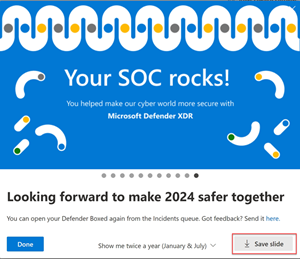 Your SOC rocks!
You helped make our cyber world more secure with
Microsoft Defender XDR
Looking forward to make 2024 safer together
You can open your Defender Boxed again from the Incidents queue. Got feedback? Send it here.
Done
Show me twice a year (January & July)
Save slide